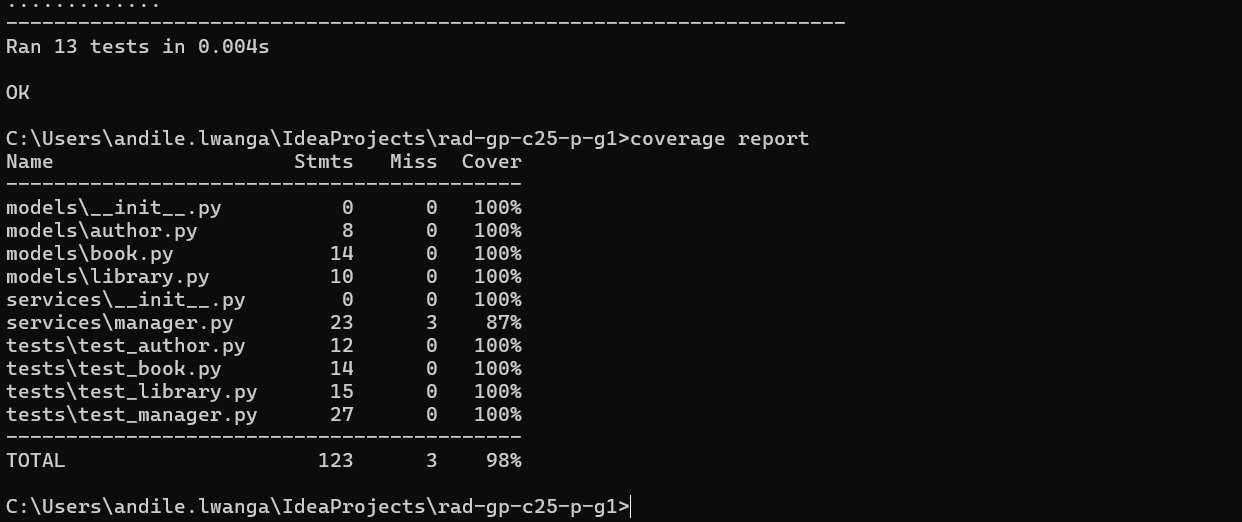 .............
----------------------------------------------------------------------
Ran 13 tests in 0.004s

OK

C:\Users\andile.lwanga\IdeaProjects\rad-gp-c25-p-g1>coverage report
Name                    Stmts   Miss  Cover
-------------------------------------------
models\__init__.py          0      0   100%
models\author.py            8      0   100%
models\book.py             14      0   100%
models\library.py          10      0   100%
services\__init__.py        0      0   100%
services\manager.py        23      3    87%
tests\test_author.py       12      0   100%
tests\test_book.py         14      0   100%
tests\test_library.py      15      0   100%
tests\test_manager.py      27      0   100%
-------------------------------------------
TOTAL                     123      3    98%

C:\Users\andile.lwanga\IdeaProjects\rad-gp-c25-p-g1>